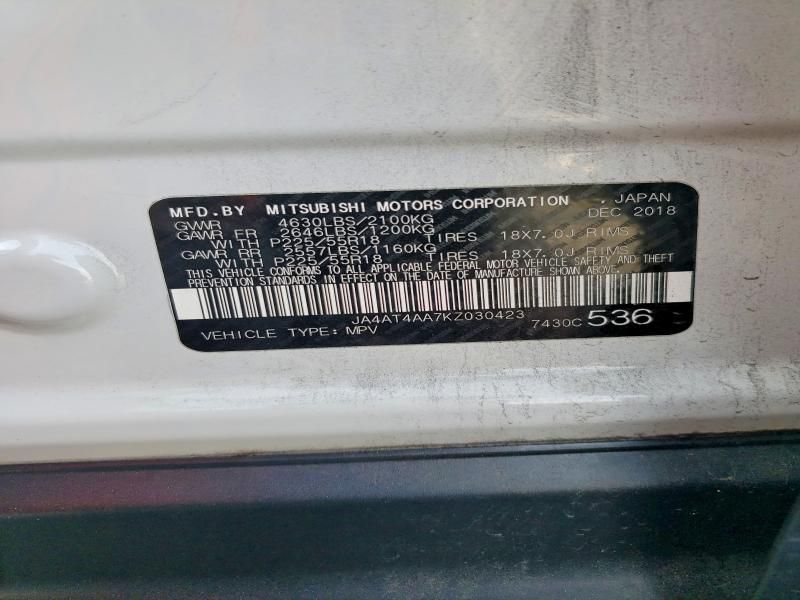 MFD.BY MITSUBISHI MOTORS CORPORATION . JAPAN
GVWR 4630LBS/2100KG DEC 2018
GAWR FR 2646LBS/1200KG
WITH P225/55R18 TIRES 18X7.0J RIMS
GAWR RR 2557LBS/1160KG
WITH P225/55R18 TIRES 18X7.0J RIMS
THIS VEHICLE CONFORMS TO ALL APPLICABLE FEDERAL MOTOR VEHICLE SAFETY AND THEFT
PREVENTION STANDARDS IN EFFECT ON THE DATE OF MANUFACTURE SHOWN ABOVE.
JA4AT4AA7KZ030423
VEHICLE TYPE:MPV 7430C 536